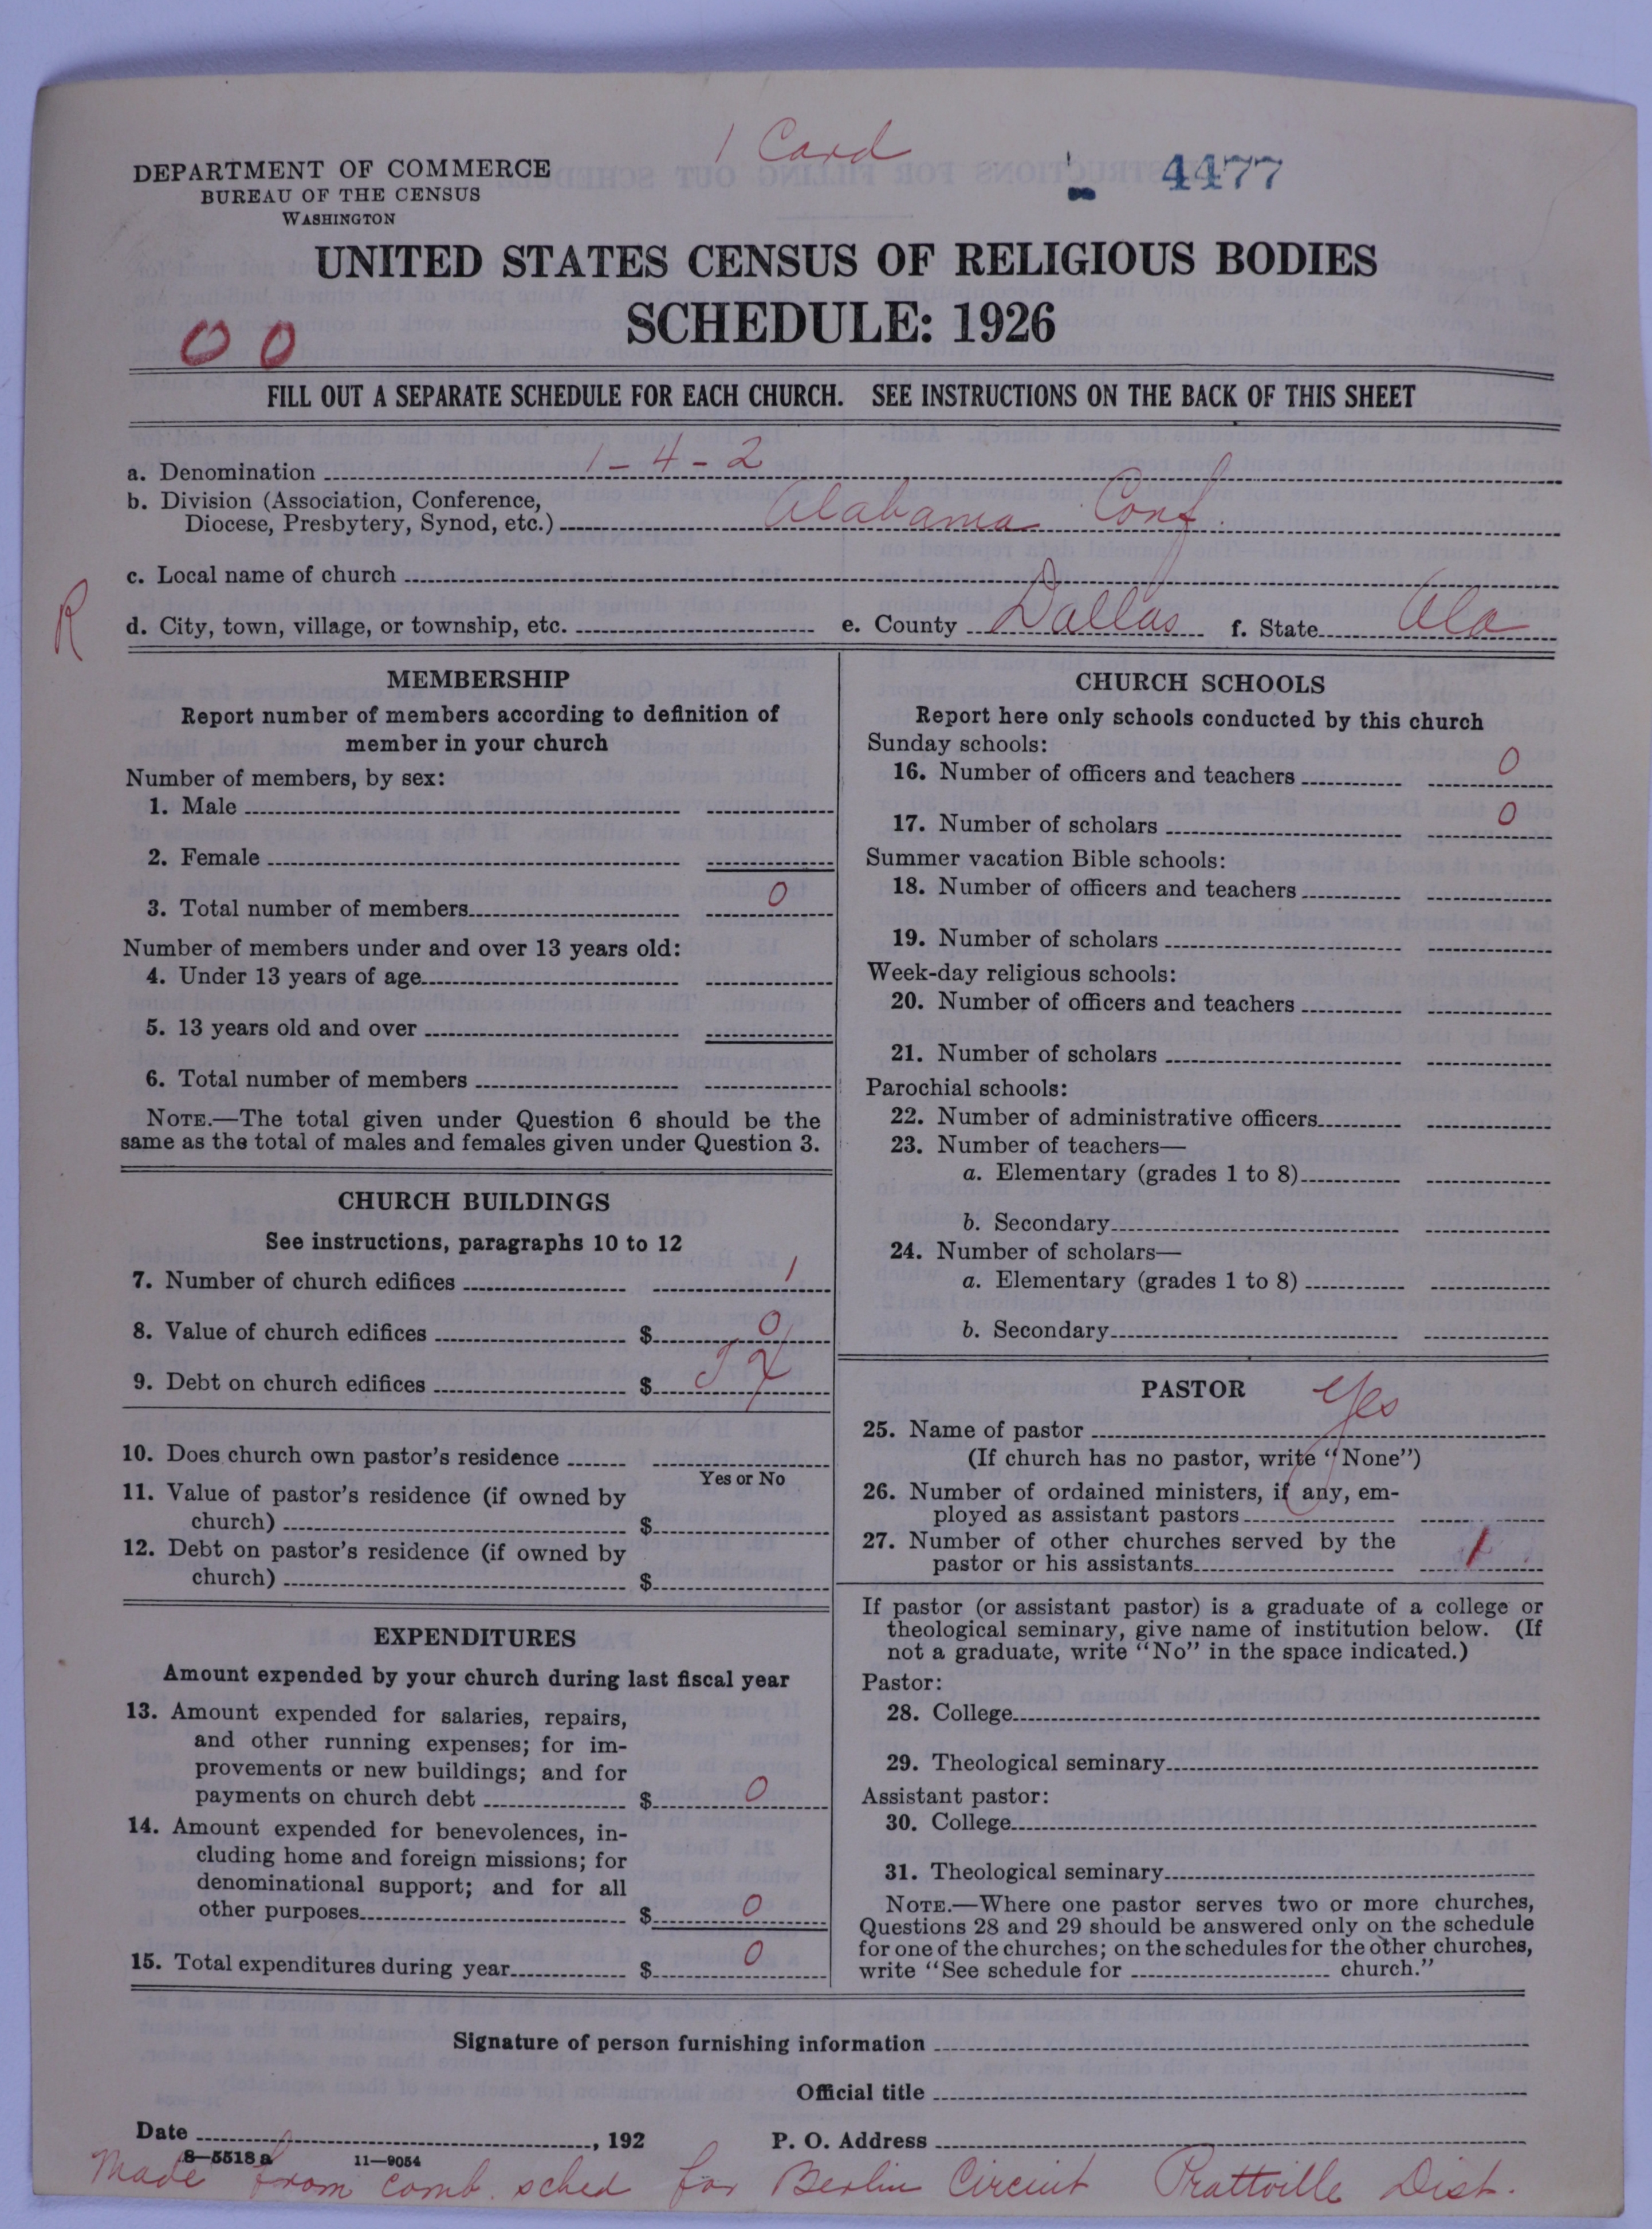 1 Card
4477
DEPARTMENT OF COMMERCE
BUREAU OF THE CENSUS
WASHINGTON
UNITED STATES CENSUS OF RELIGIOUS BODIES
SCHEDULE: 1926
0 0
FILL OUT A SEPARATE SCHEDULE FOR EACH CHURCH. SEE INSTRUCTIONS ON THE BACK OF THIS SHEET
a. Denomination 1-4-2
b. Division (Association, Conference,
Diocese, Presbytery, Synod, etc.) Alabama Conf.
c. Local name of church
R
d. City, town, village, or township, etc. e. County Dallas f. State Ala
MEMBERSHIP
Report number of members according to definition of
member in your church
Number of members, by sex:
1. Male
2. Female
3. Total number of members 0
Number of members under and over 13 years old:
4. Under 13 years of age
5. 13 years old and over
6. Total number of members
NOTE.—The total given under Question 6 should be the
same as the total of males and females given under Question 3.
CHURCH BUILDINGS
See instructions, paragraphs 10 to 12
7. Number of church edifices 1
8. Value of church edifices $ 0
9. Debt on church edifices $
10. Does church own pastor's residence
Yes or No
11. Value of pastor's residence (if owned by
church) $
12. Debt on pastor's residence (if owned by
church) $
EXPENDITURES
Amount expended by your church during last fiscal year
13. Amount expended for salaries, repairs,
and other running expenses; for im-
provements or new buildings; and for
payments on church debt $ 0
14. Amount expended for benevolences, in-
cluding home and foreign missions; for
denominational support; and for all
other purposes $ 0
15. Total expenditures during year $ 0
CHURCH SCHOOLS
Report here only schools conducted by this church
Sunday schools:
16. Number of officers and teachers 0
17. Number of scholars 0
Summer vacation Bible schools:
18. Number of officers and teachers
19. Number of scholars
Week-day religious schools:
20. Number of officers and teachers
21. Number of scholars
Parochial schools:
22. Number of administrative officers
23. Number of teachers—
a. Elementary (grades 1 to 8)
b. Secondary
24. Number of scholars—
a. Elementary (grades 1 to 8)
b. Secondary
PASTOR
25. Name of pastor yes
(If church has no pastor, write "None")
26. Number of ordained ministers, if any, em-
ployed as assistant pastors
27. Number of other churches served by the
pastor or his assistants 1
If pastor (or assistant pastor) is a graduate of a college or
theological seminary, give name of institution below. (If
not a graduate, write "No" in the space indicated.)
Pastor:
28. College
29. Theological seminary
Assistant pastor:
30. College
31. Theological seminary
NOTE.—Where one pastor serves two or more churches,
Questions 28 and 29 should be answered only on the schedule
for one of the churches; on the schedules for the other churches,
write "See schedule for church."
Signature of person furnishing information
Official title
Date , 192 P. O. Address
8—5518 a 11—9054
Made from comb. sched for Berlin Circuit Prattville Dist.